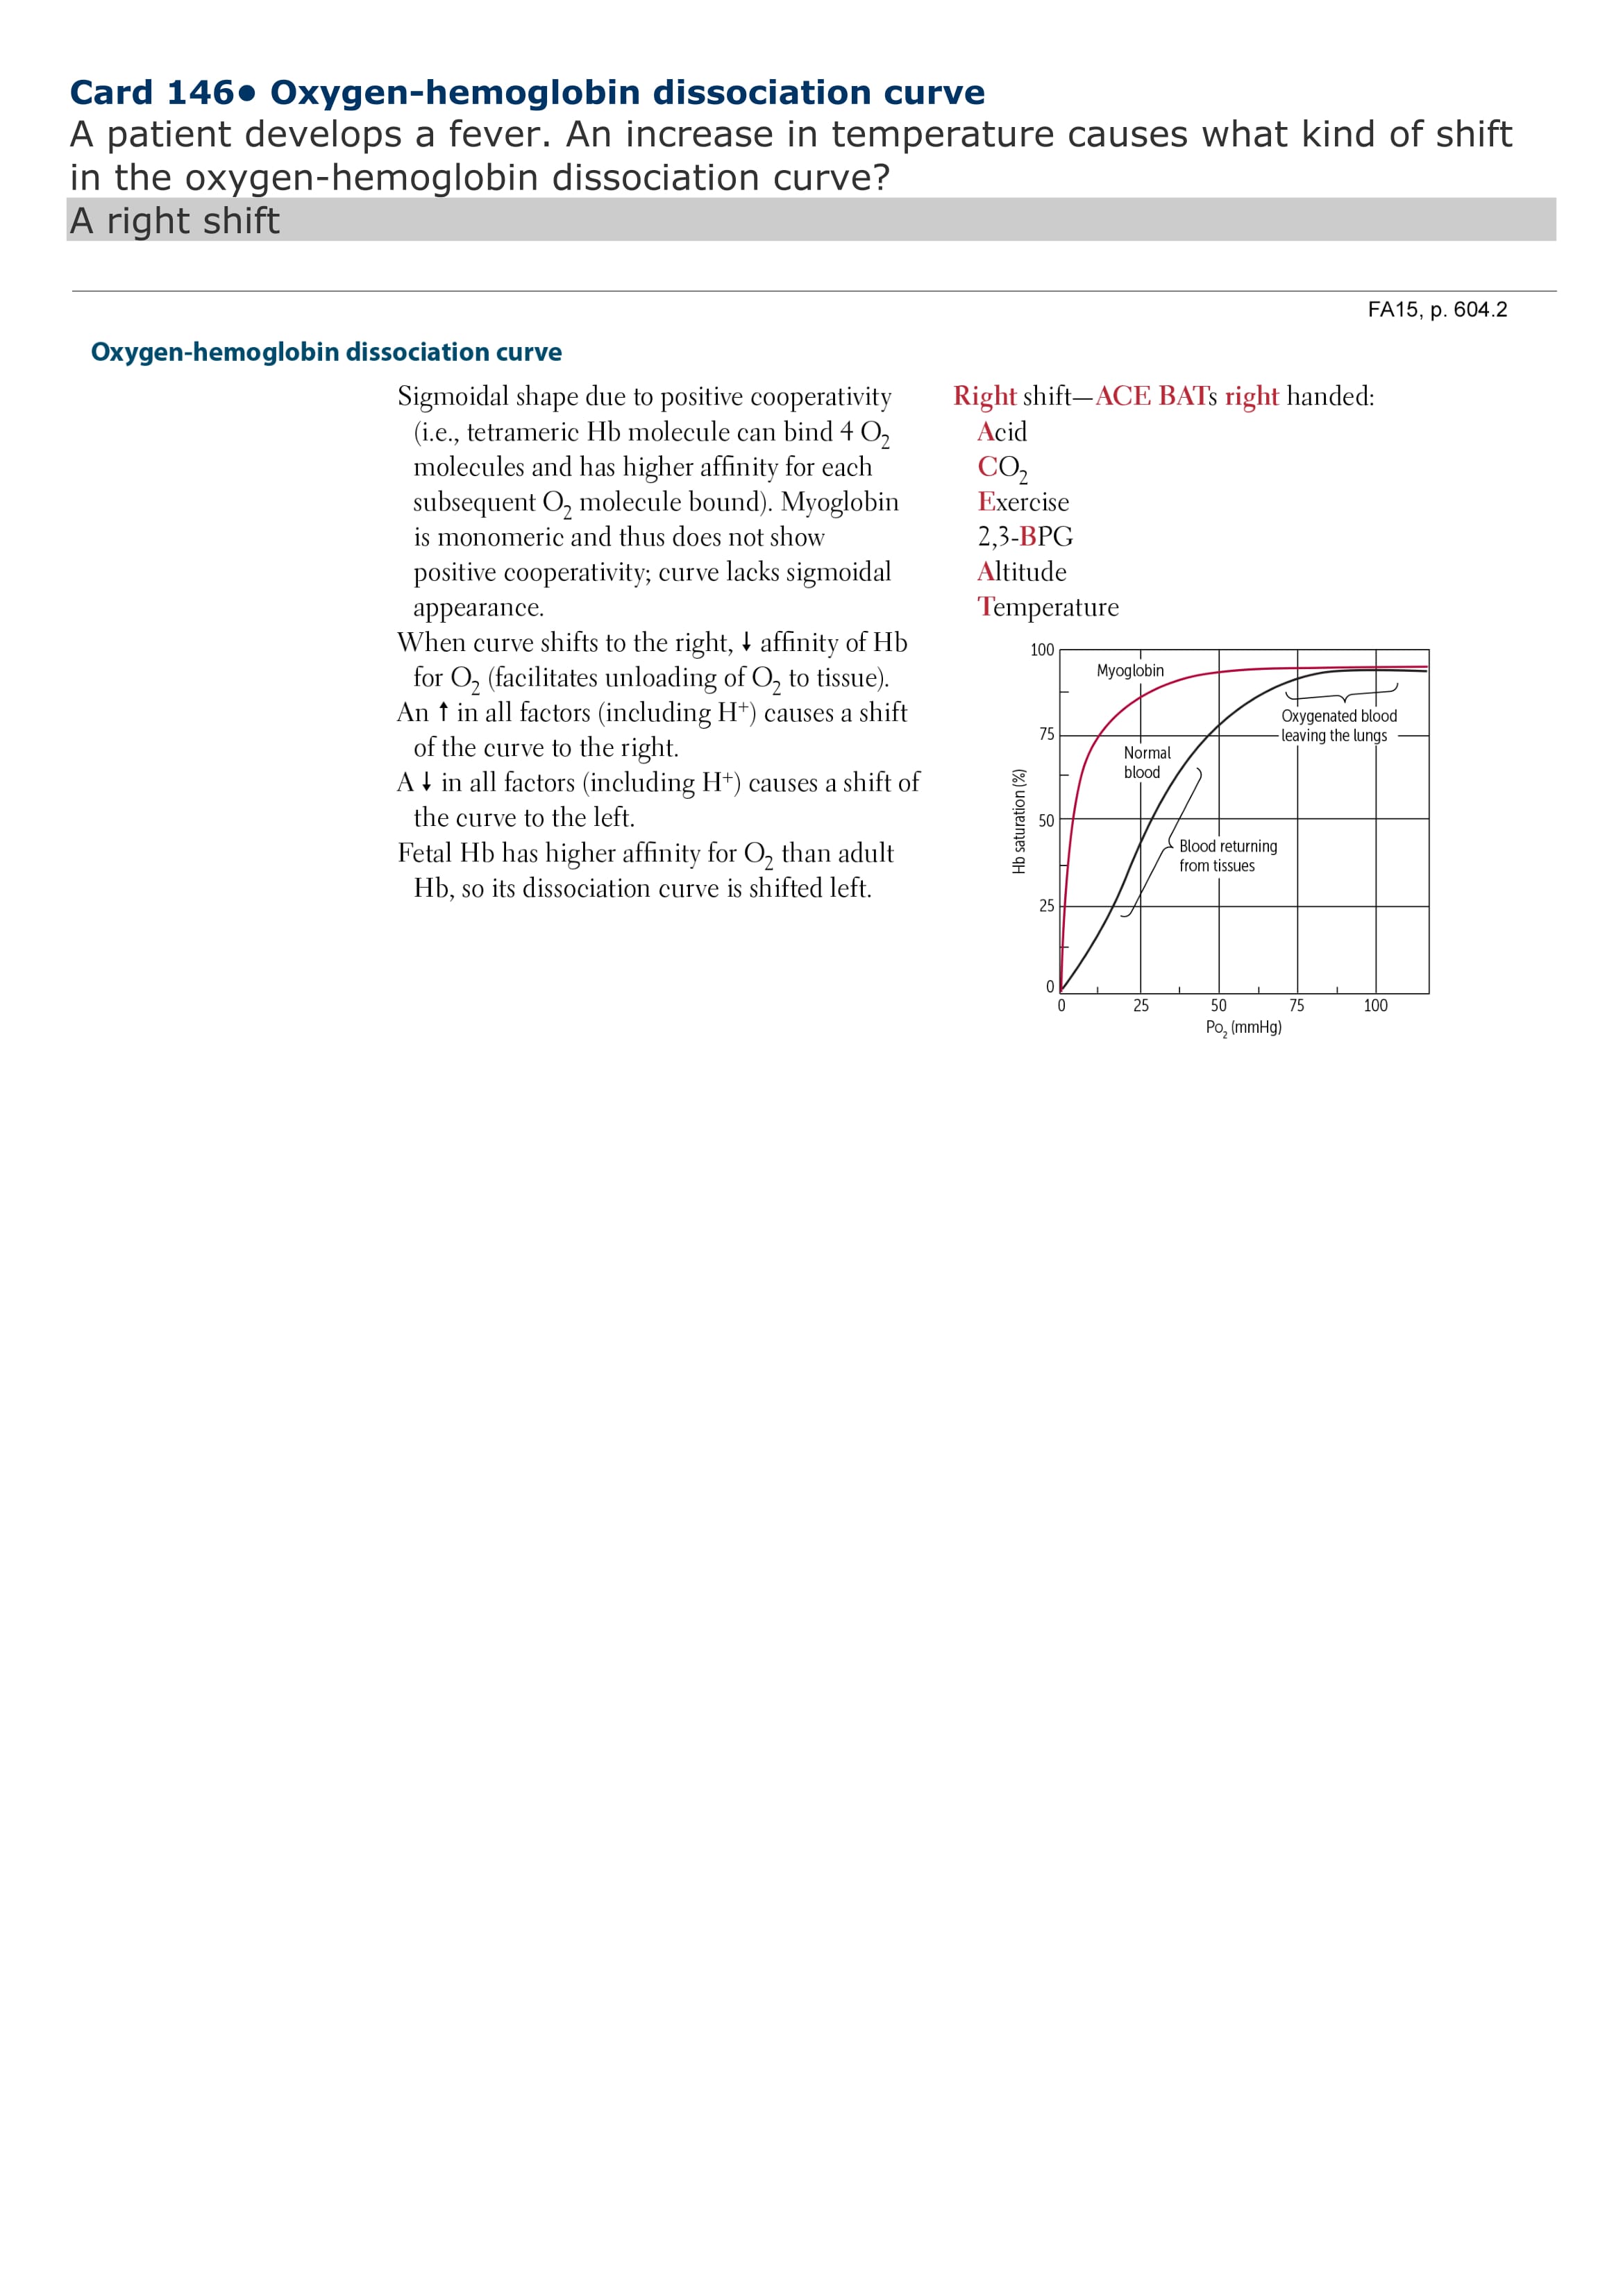 Card 146• Oxygen-hemoglobin dissociation curve
A patient develops a fever. An increase in temperature causes what kind of shift
in the oxygen-hemoglobin dissociation curve?
A right shift
FA15, p. 604.2
Oxygen-hemoglobin dissociation curve
Sigmoidal shape due to positive cooperativity
(i.e., tetrameric Hb molecule can bind 4 O₂
molecules and has higher affinity for each
subsequent O₂ molecule bound). Myoglobin
is monomeric and thus does not show
positive cooperativity; curve lacks sigmoidal
appearance.
When curve shifts to the right, ↓ affinity of Hb
for O₂ (facilitates unloading of O₂ to tissue).
An ↑ in all factors (including H⁺) causes a shift
of the curve to the right.
A ↓ in all factors (including H⁺) causes a shift of
the curve to the left.
Fetal Hb has higher affinity for O₂ than adult
Hb, so its dissociation curve is shifted left.
Right shift—ACE BATs right handed:
Acid
CO₂
Exercise
2,3-BPG
Altitude
Temperature
100
Myoglobin
Oxygenated blood
leaving the lungs
75
Normal
blood
50
Blood returning
from tissues
25
0
Hb saturation (%)
0 25 50 75 100
Po₂ (mmHg)